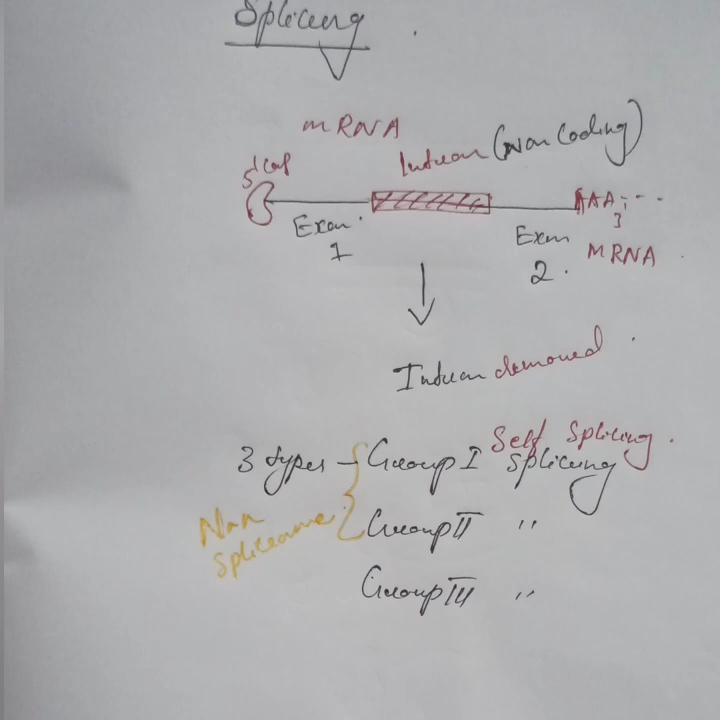 Splicing
mRNA
Intron (Non Coding)
5' Cap
AAA - - -
3
Exon
1
Exon
2.
MRNA
Intron removed
Self Splicing.
3 types - Group I Splicing
Non
Spliceosome
Group II "
Group III "